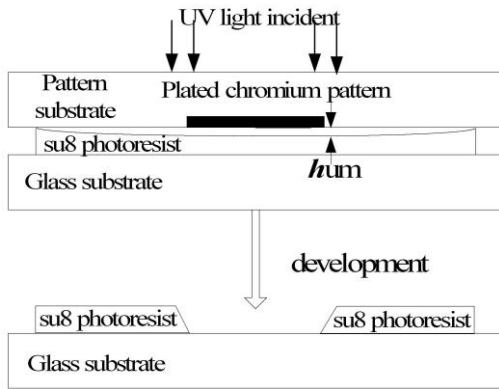 UV light incident
Pattern
substrate
Plated chromium pattern
su8 photoresist
hum
Glass substrate
development
su8 photoresist
su8 photoresist
Glass substrate